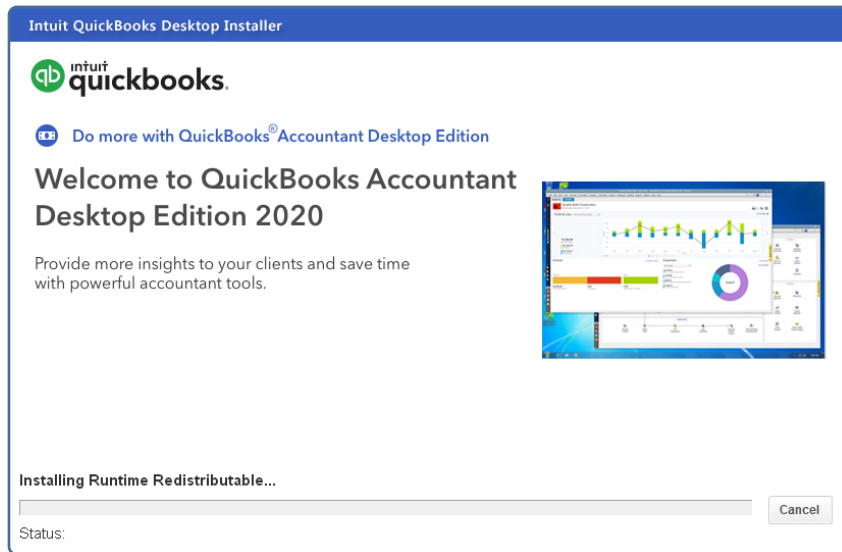 Intuit QuickBooks Desktop Installer
qb intuit
quickbooks.
Do more with QuickBooks® Accountant Desktop Edition
Welcome to QuickBooks Accountant
Desktop Edition 2020
Provide more insights to your clients and save time
with powerful accountant tools.
Installing Runtime Redistributable...
Cancel
Status: